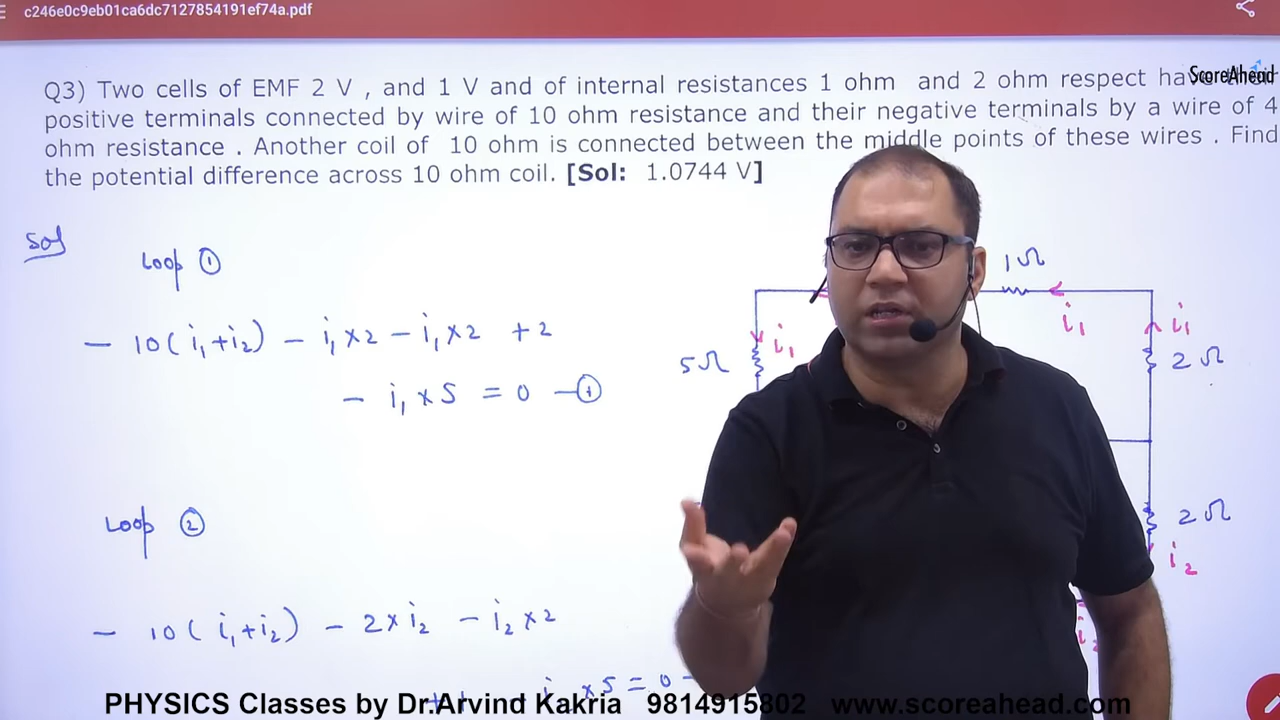 c246e0c9eb01ca6dc7127854191ef74a.pdf
ScoreAhead
Q3) Two cells of EMF 2 V , and 1 V and of internal resistances 1 ohm and 2 ohm respect have
positive terminals connected by wire of 10 ohm resistance and their negative terminals by a wire of 4
ohm resistance . Another coil of 10 ohm is connected between the middle points of these wires . Find
the potential difference across 10 ohm coil. [Sol: 1.0744 V]
Sol
Loop ①
- 10(i₁+i₂) - i₁×2 - i₁×2 +2
- i₁×5 = 0 -①
1Ω
i₁
i₁
i₁
5Ω
2Ω
Loop ②
2Ω
i₂
- 10(i₁+i₂) - 2×i₂ - i₂×2
×5 = 0
PHYSICS Classes by Dr.Arvind Kakria 9814915802 www.scoreahead.com